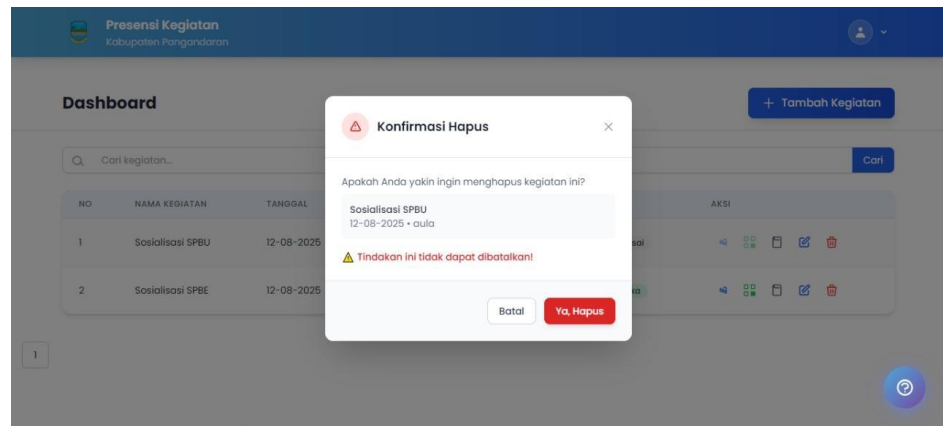 Presensi Kegiatan
Kabupaten Pangandaran
Dashboard
+ Tambah Kegiatan
Konfirmasi Hapus
Cari kegiatan...
Cari
Apakah Anda yakin ingin menghapus kegiatan ini?
Sosialisasi SPBU
12-08-2025 • aula
⚠ Tindakan ini tidak dapat dibatalkan!
Batal
Ya, Hapus
NO NAMA KEGIATAN TANGGAL AKSI
1 Sosialisasi SPBU 12-08-2025
2 Sosialisasi SPBE 12-08-2025
1